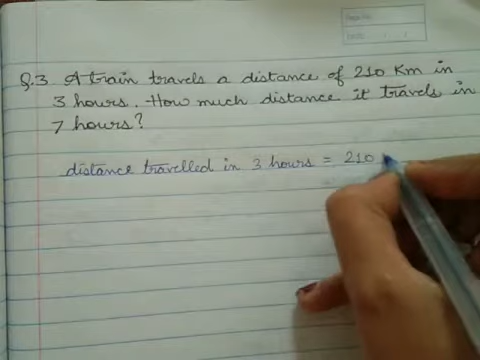 Q.3 A train travels a distance of 210 Km in
3 hours. How much distance it travels in
7 hours?
distance travelled in 3 hours = 210